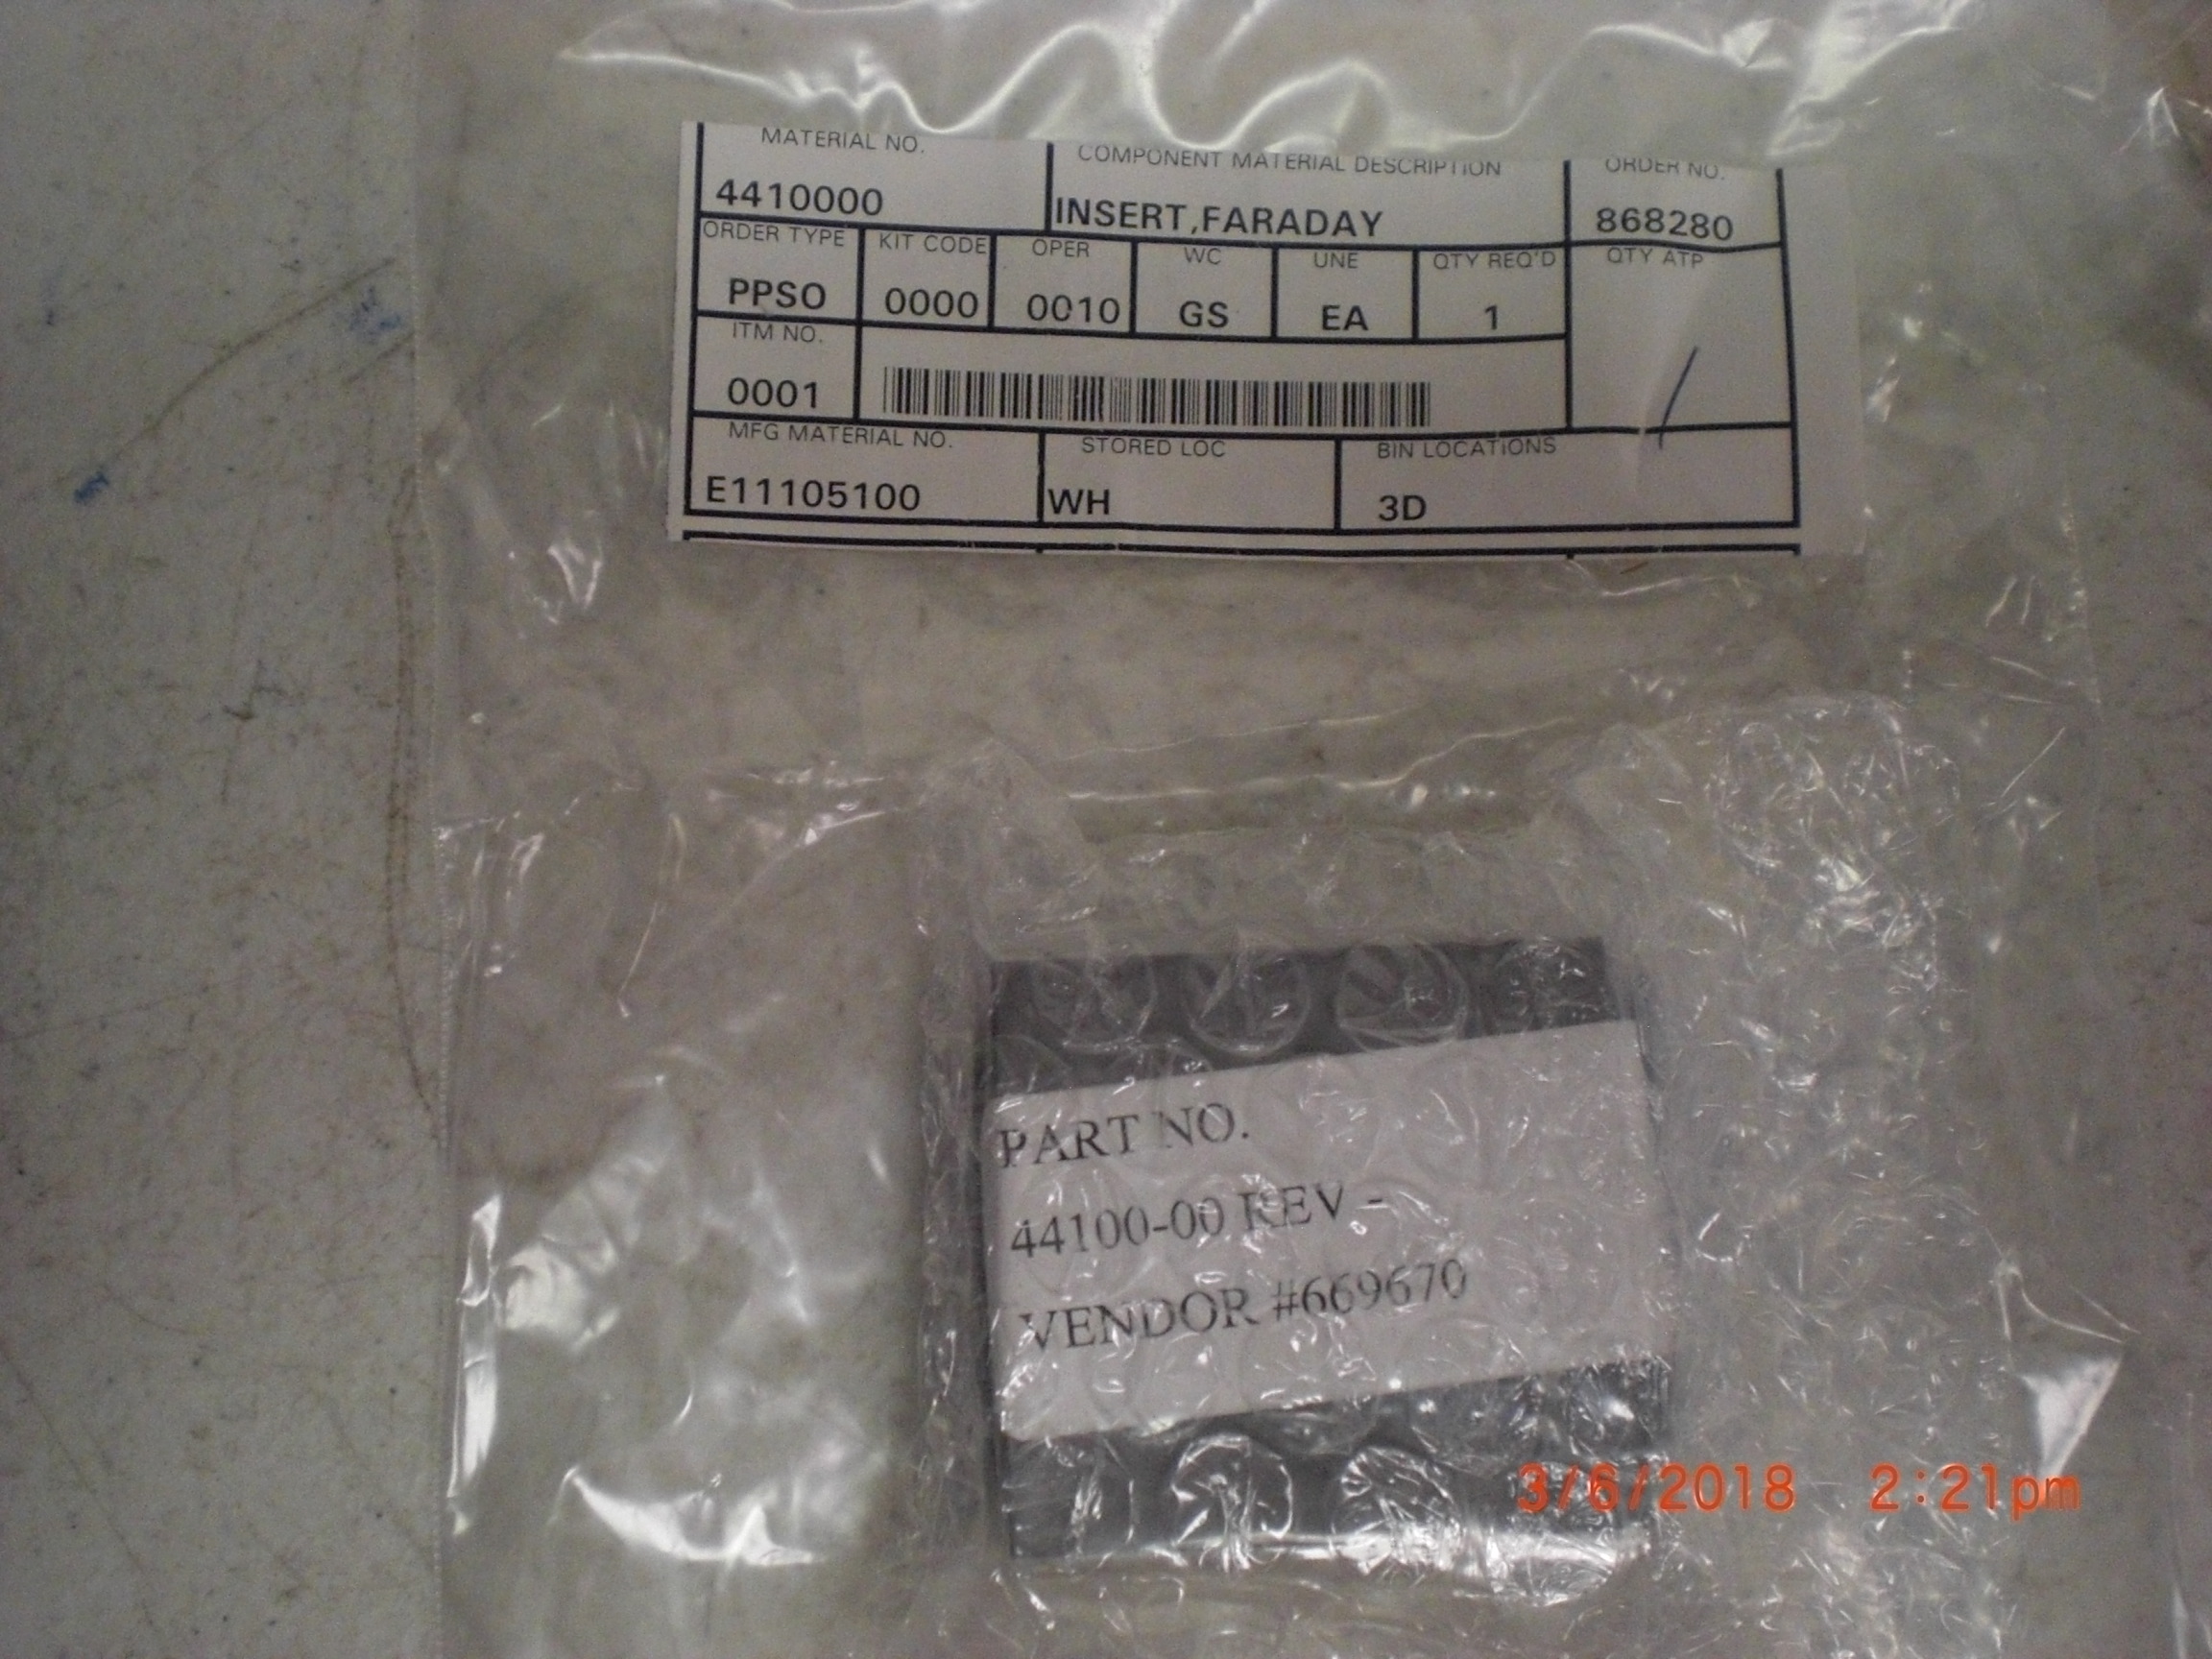 MATERIAL NO. COMPONENT MATERIAL DESCRIPTION ORDER NO.
4410000 INSERT,FARADAY 868280
ORDER TYPE KIT CODE OPER WC UNE QTY REQ'D QTY ATP
PPSO 0000 0010 GS EA 1 /
ITM NO.
0001
MFG MATERIAL NO. STORED LOC BIN LOCATIONS
E11105100 WH 3D
PART NO.
44100-00 REV -
VENDOR #669670
3/6/2018 2:21pm